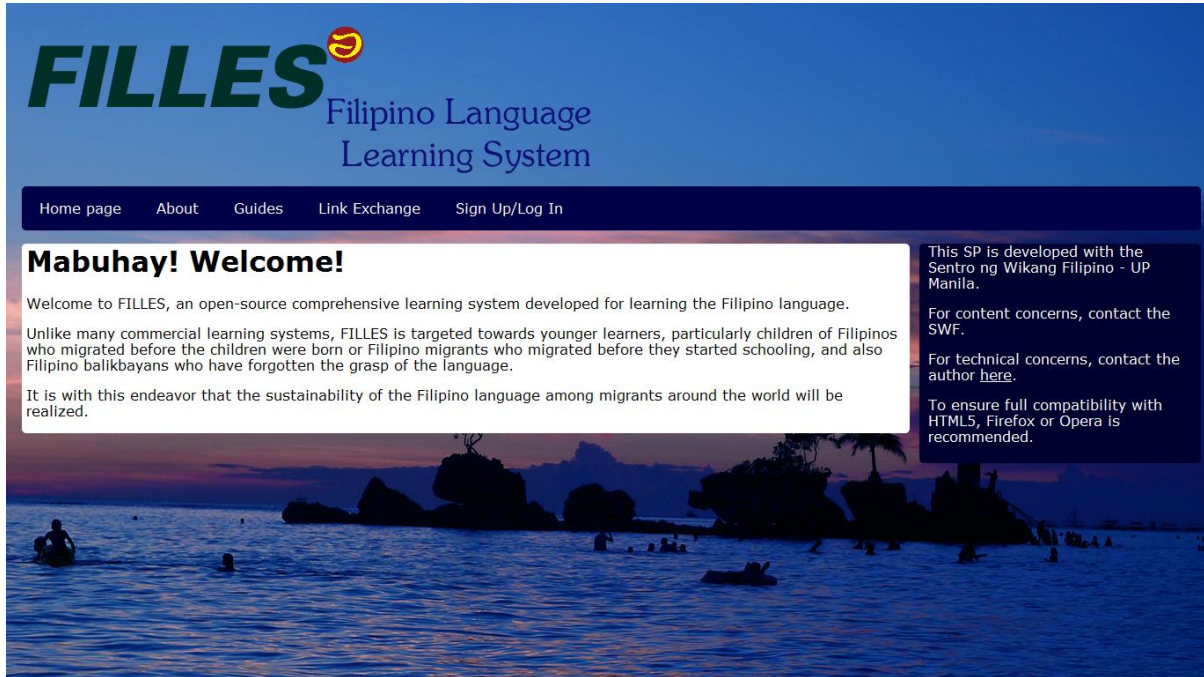 FILLES
Filipino Language
Learning System
Home page About Guides Link Exchange Sign Up/Log In
Mabuhay! Welcome!
Welcome to FILLES, an open-source comprehensive learning system developed for learning the Filipino language.
Unlike many commercial learning systems, FILLES is targeted towards younger learners, particularly children of Filipinos
who migrated before the children were born or Filipino migrants who migrated before they started schooling, and also
Filipino balikbayans who have forgotten the grasp of the language.
It is with this endeavor that the sustainability of the Filipino language among migrants around the world will be
realized.
This SP is developed with the
Sentro ng Wikang Filipino - UP
Manila.
For content concerns, contact the
SWF.
For technical concerns, contact the
author here.
To ensure full compatibility with
HTML5, Firefox or Opera is
recommended.